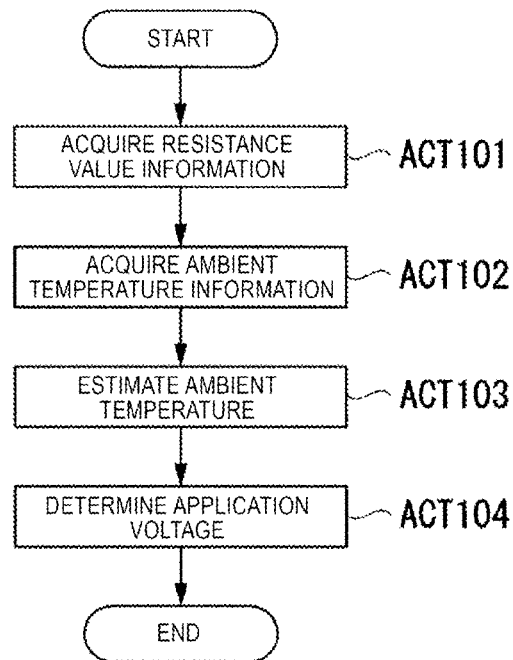 START
ACQUIRE RESISTANCE
VALUE INFORMATION
ACT101
ACQUIRE AMBIENT
TEMPERATURE INFORMATION
ACT102
ESTIMATE AMBIENT
TEMPERATURE
ACT103
DETERMINE APPLICATION
VOLTAGE
ACT104
END